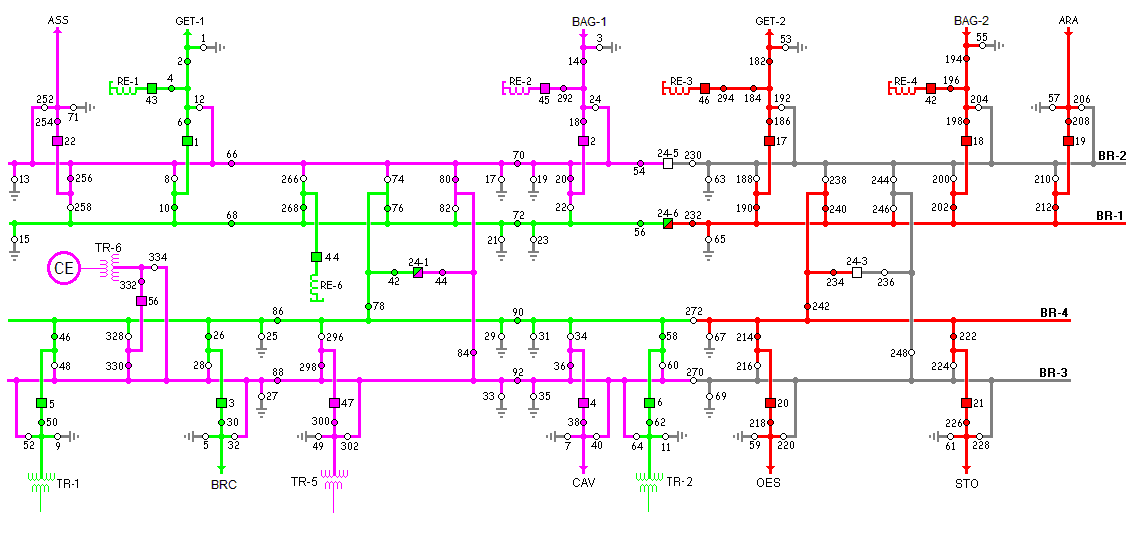 ASS GET-1 BAG-1 GET-2 BAG-2 ARA
1 3 53 55
2 14 182 194
RE-1 4 RE-2 RE-3 RE-4 196
43 45 292 46 294 184 42
252 71 12 24 192 204 57 206
254 6 18 186 198 208
22 1 2 17 18 19
66 70 24-5 230 BR-2
54
13 256 8 266 74 80 17 19 20 63 188 238 244 200 210
258 10 268 76 82 22 190 240 246 202 212
68 72 24-6 232 BR-1
56
15 21 23 65
TR-6 334 44 24-1 24-3
CE 332 42 44 234 236
56 RE-6
78 242
86 90 272 BR-4
46 328 26 25 296 29 31 34 58 67 214 222
84 248
48 330 28 298 36 60 216 224
88 92 270 BR-3
27 33 35 69
5 3 47 4 6 20 21
50 30 300 38 62 218 226
52 9 5 32 49 302 7 40 64 11 59 220 61 228
TR-1 BRC TR-5 CAV TR-2 OES STO